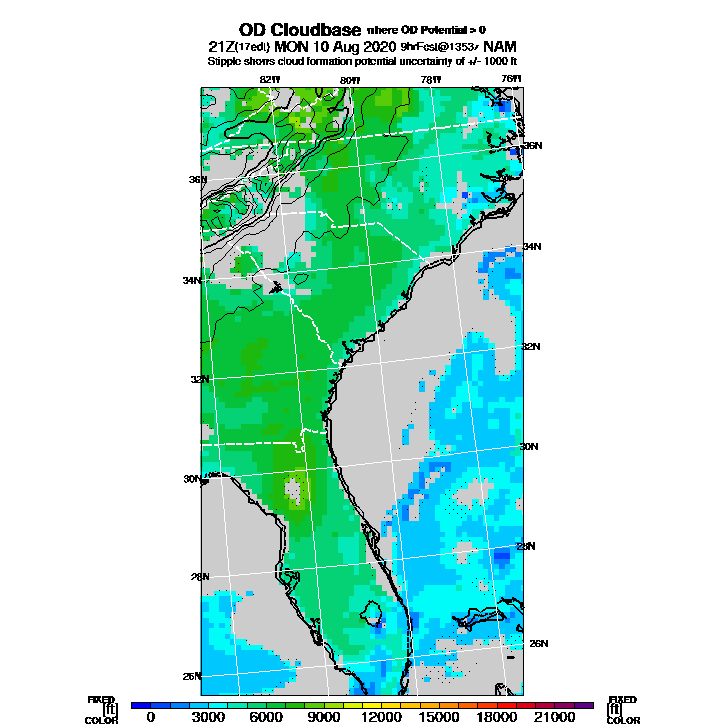 OD Cloudbase where OD Potential > 0
21Z(17edt) MON 10 Aug 2020 9hrFcst@1353z NAM
Stipple shows cloud formation potential uncertainty of +/- 1000 ft
82W 80W 78W 76W
36N
36N
34N
34N
32N
32N
30N
30N
28N
28N
26N
26N
FIXED FIXED
[ft] 0 3000 6000 9000 12000 15000 18000 21000 [ft]
COLOR COLOR